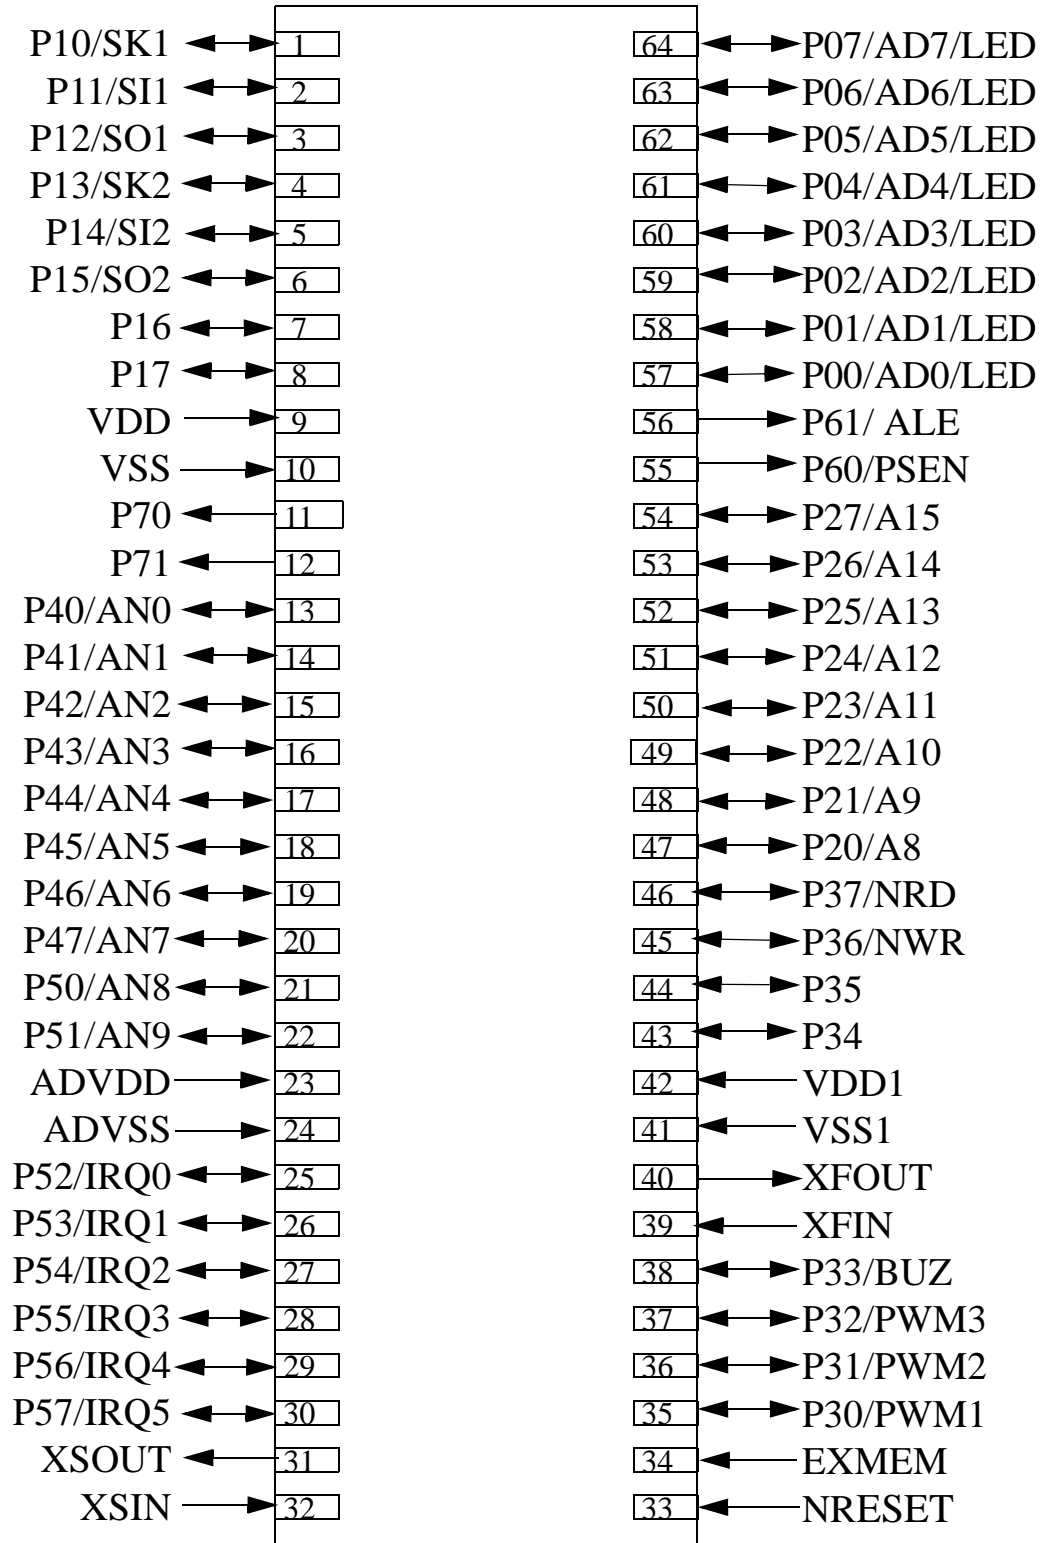 P10/SK1 1 64 P07/AD7/LED
P11/SI1 2 63 P06/AD6/LED
P12/SO1 3 62 P05/AD5/LED
P13/SK2 4 61 P04/AD4/LED
P14/SI2 5 60 P03/AD3/LED
P15/SO2 6 59 P02/AD2/LED
P16 7 58 P01/AD1/LED
P17 8 57 P00/AD0/LED
VDD 9 56 P61/ ALE
VSS 10 55 P60/PSEN
P70 11 54 P27/A15
P71 12 53 P26/A14
P40/AN0 13 52 P25/A13
P41/AN1 14 51 P24/A12
P42/AN2 15 50 P23/A11
P43/AN3 16 49 P22/A10
P44/AN4 17 48 P21/A9
P45/AN5 18 47 P20/A8
P46/AN6 19 46 P37/NRD
P47/AN7 20 45 P36/NWR
P50/AN8 21 44 P35
P51/AN9 22 43 P34
ADVDD 23 42 VDD1
ADVSS 24 41 VSS1
P52/IRQ0 25 40 XFOUT
P53/IRQ1 26 39 XFIN
P54/IRQ2 27 38 P33/BUZ
P55/IRQ3 28 37 P32/PWM3
P56/IRQ4 29 36 P31/PWM2
P57/IRQ5 30 35 P30/PWM1
XSOUT 31 34 EXMEM
XSIN 32 33 NRESET